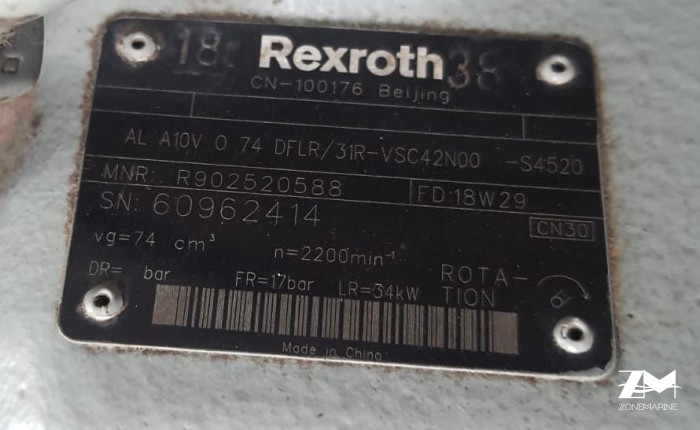 18 Rexroth
CN-100176 Beijing
AL A10V O 74 DFLR/31R-VSC42N00 -S4520
MNR: R902520588 FD:18W29
SN: 60962414 CN30
vg=74 cm³ n=2200min⁻¹
DR= bar FR=17bar LR=34kW ROTA-
TION
Made in China
ZM
ZONEMARINE